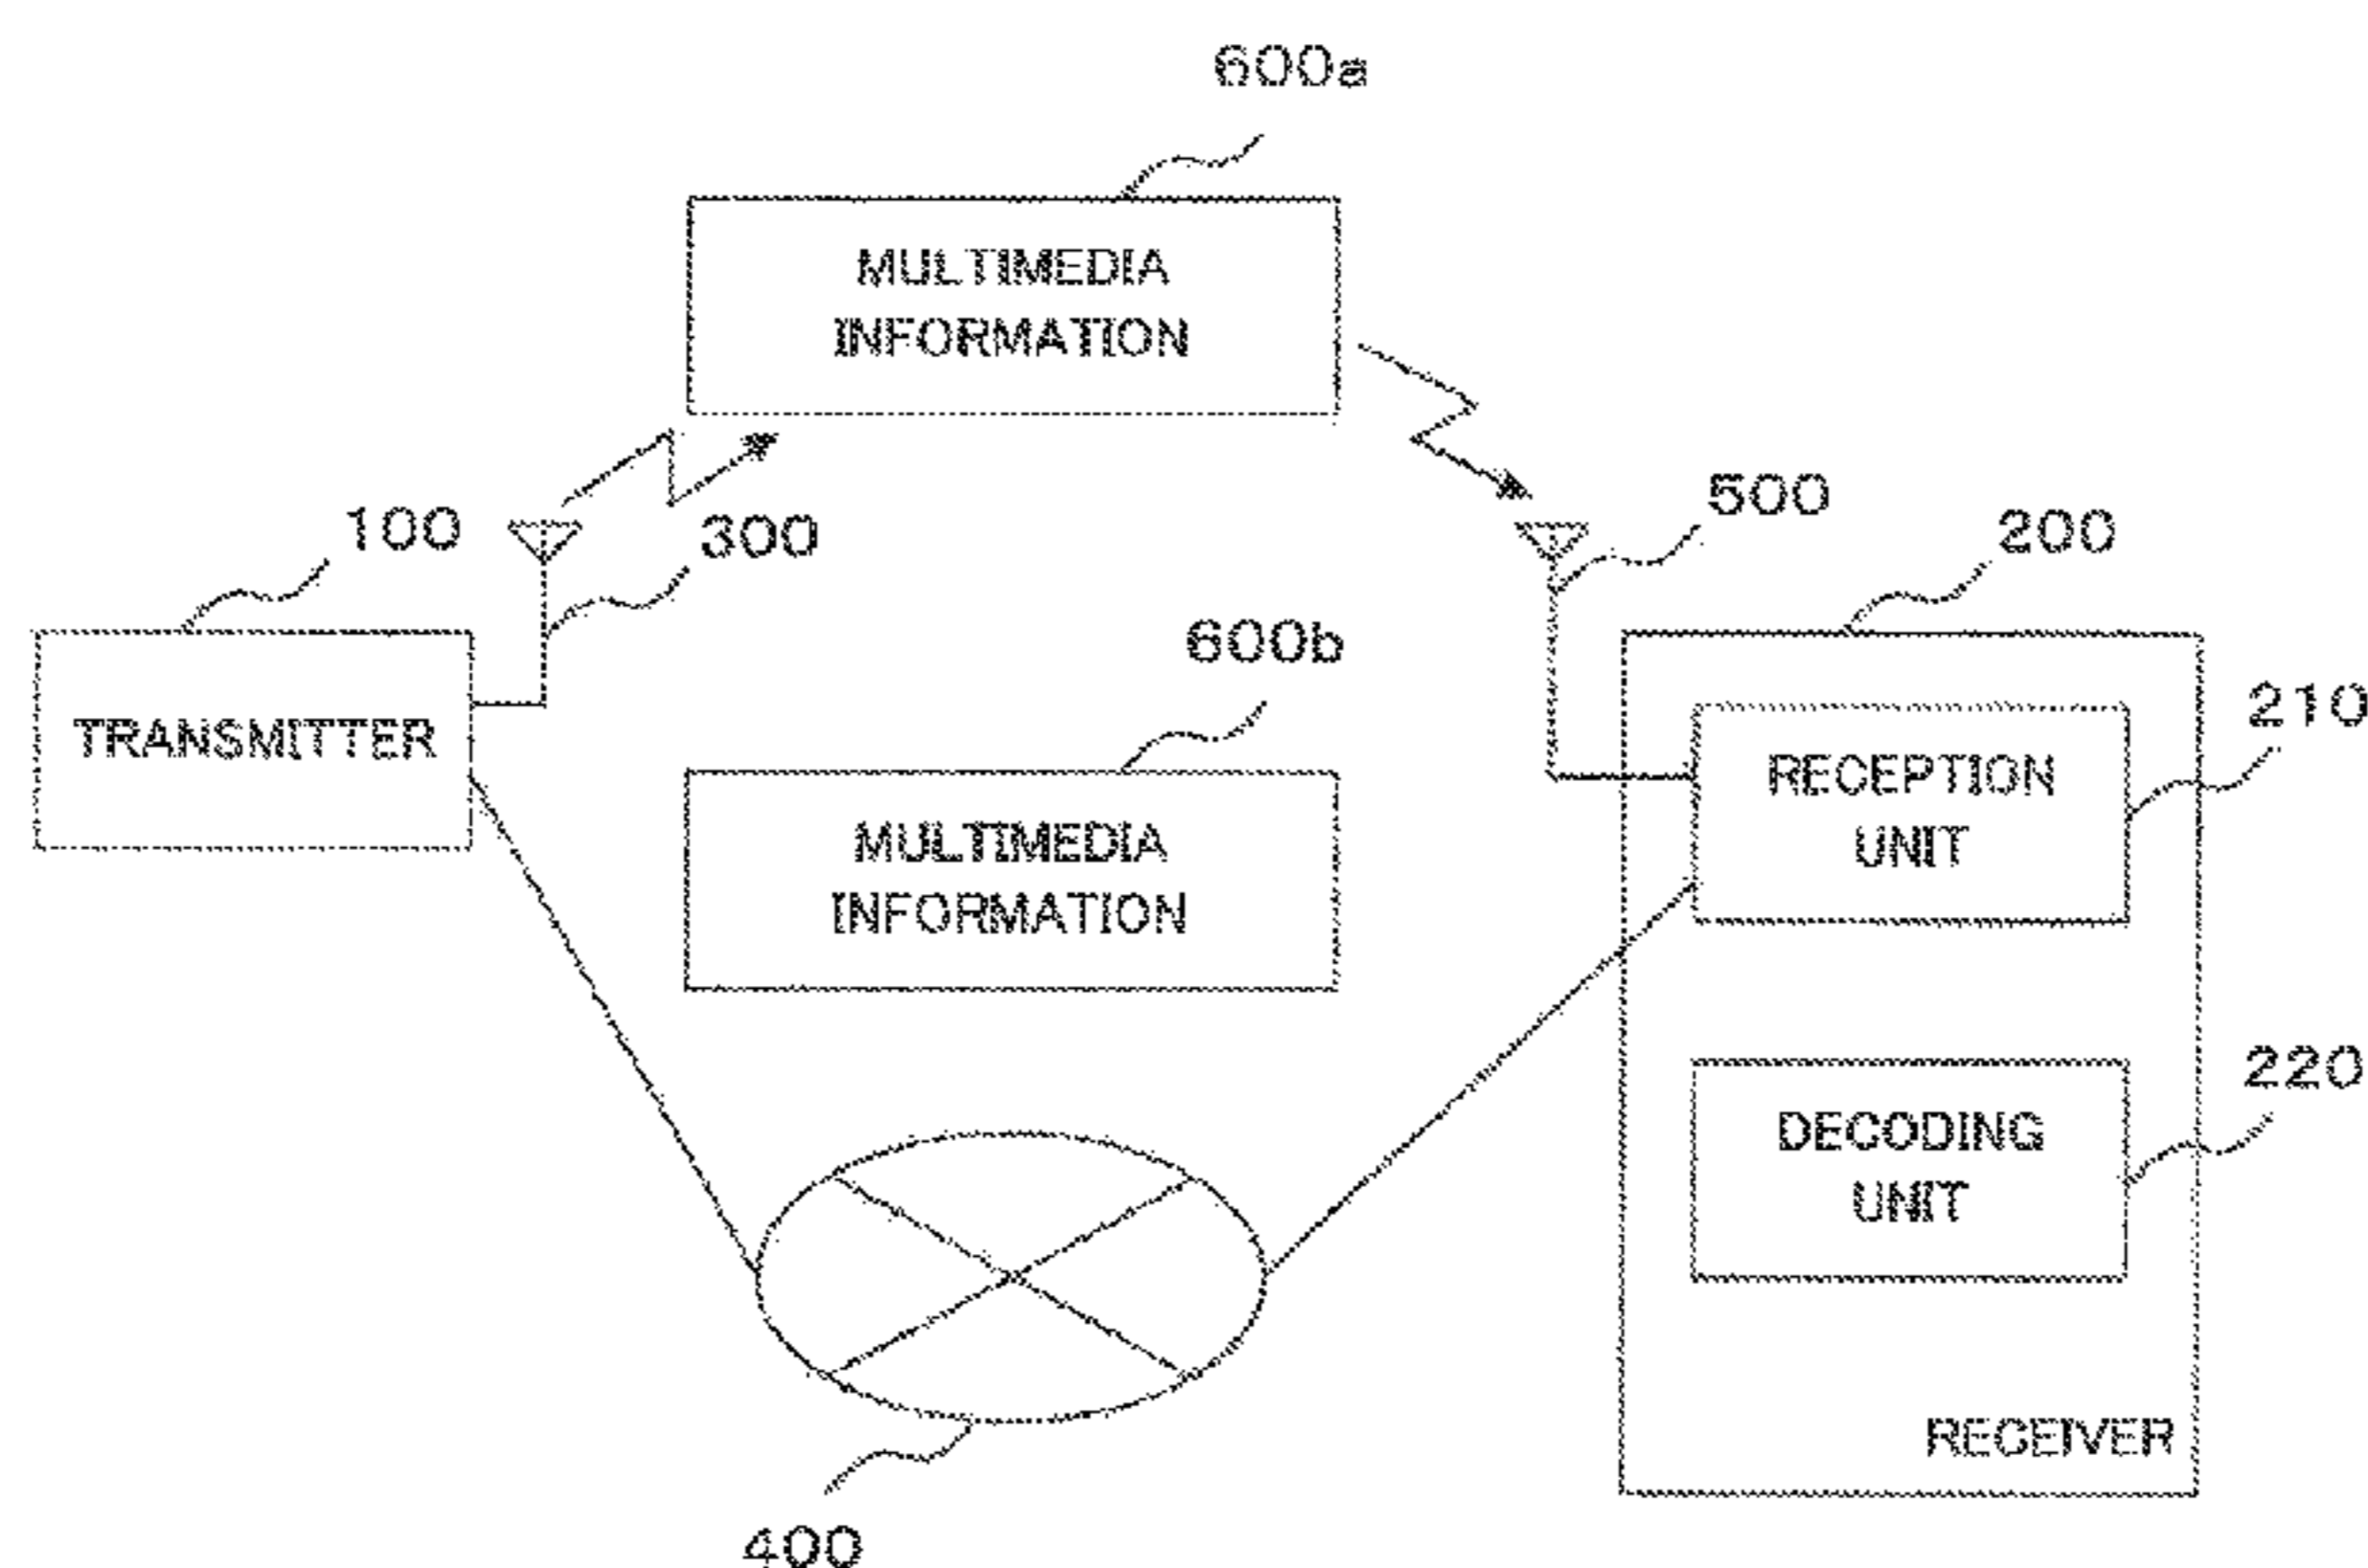 600a
MULTIMEDIA
INFORMATION
100
300
500
200
TRANSMITTER
600b
210
RECEPTION
UNIT
MULTIMEDIA
INFORMATION
220
DECODING
UNIT
RECEIVER
400